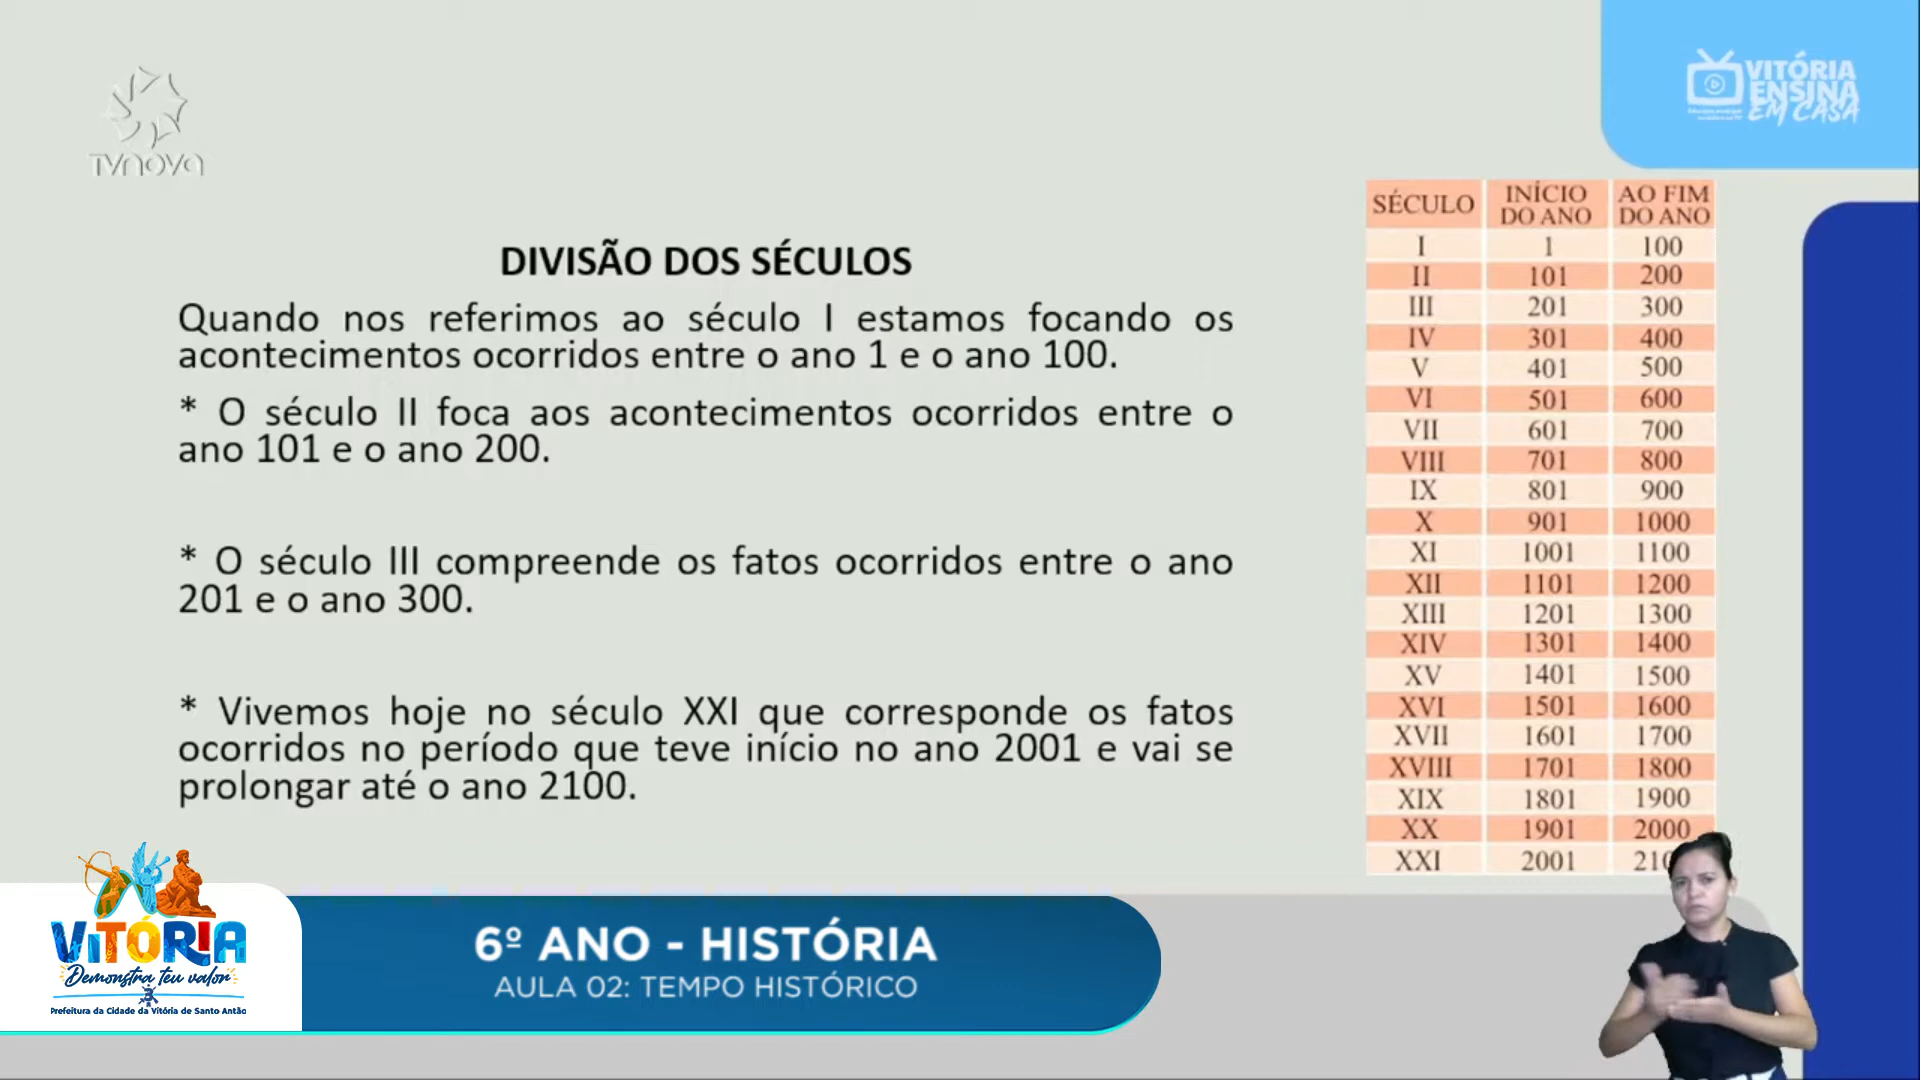 TVNOVA
VITÓRIA
ENSINA
EM CASA
DIVISÃO DOS SÉCULOS
Quando nos referimos ao século I estamos focando os
acontecimentos ocorridos entre o ano 1 e o ano 100.
* O século II foca aos acontecimentos ocorridos entre o
ano 101 e o ano 200.
* O século III compreende os fatos ocorridos entre o ano
201 e o ano 300.
* Vivemos hoje no século XXI que corresponde os fatos
ocorridos no período que teve início no ano 2001 e vai se
prolongar até o ano 2100.
SÉCULO INÍCIO DO ANO AO FIM DO ANO
I 1 100
II 101 200
III 201 300
IV 301 400
V 401 500
VI 501 600
VII 601 700
VIII 701 800
IX 801 900
X 901 1000
XI 1001 1100
XII 1101 1200
XIII 1201 1300
XIV 1301 1400
XV 1401 1500
XVI 1501 1600
XVII 1601 1700
XVIII 1701 1800
XIX 1801 1900
XX 1901 2000
XXI 2001
VITÓRIA
Demonstra teu valor
Prefeitura da Cidade da Vitória de Santo Antão
6º ANO - HISTÓRIA
AULA 02: TEMPO HISTÓRICO